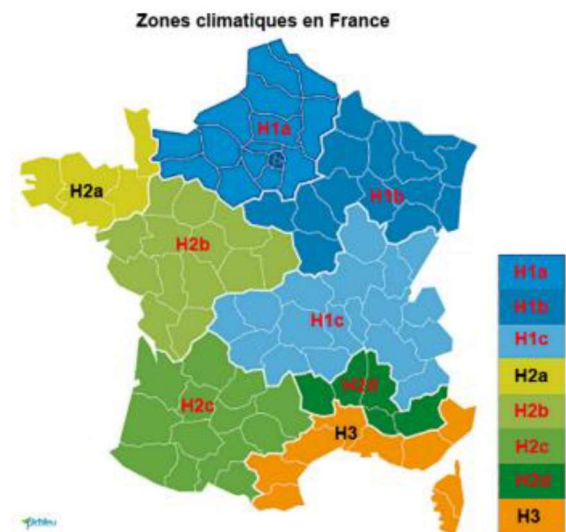 Zones climatiques en France
H1a
H2a
H1b
H2b
H1c
H2c
H2d
H3
H1a
H1b
H1c
H2a
H2b
H2c
H2d
H3